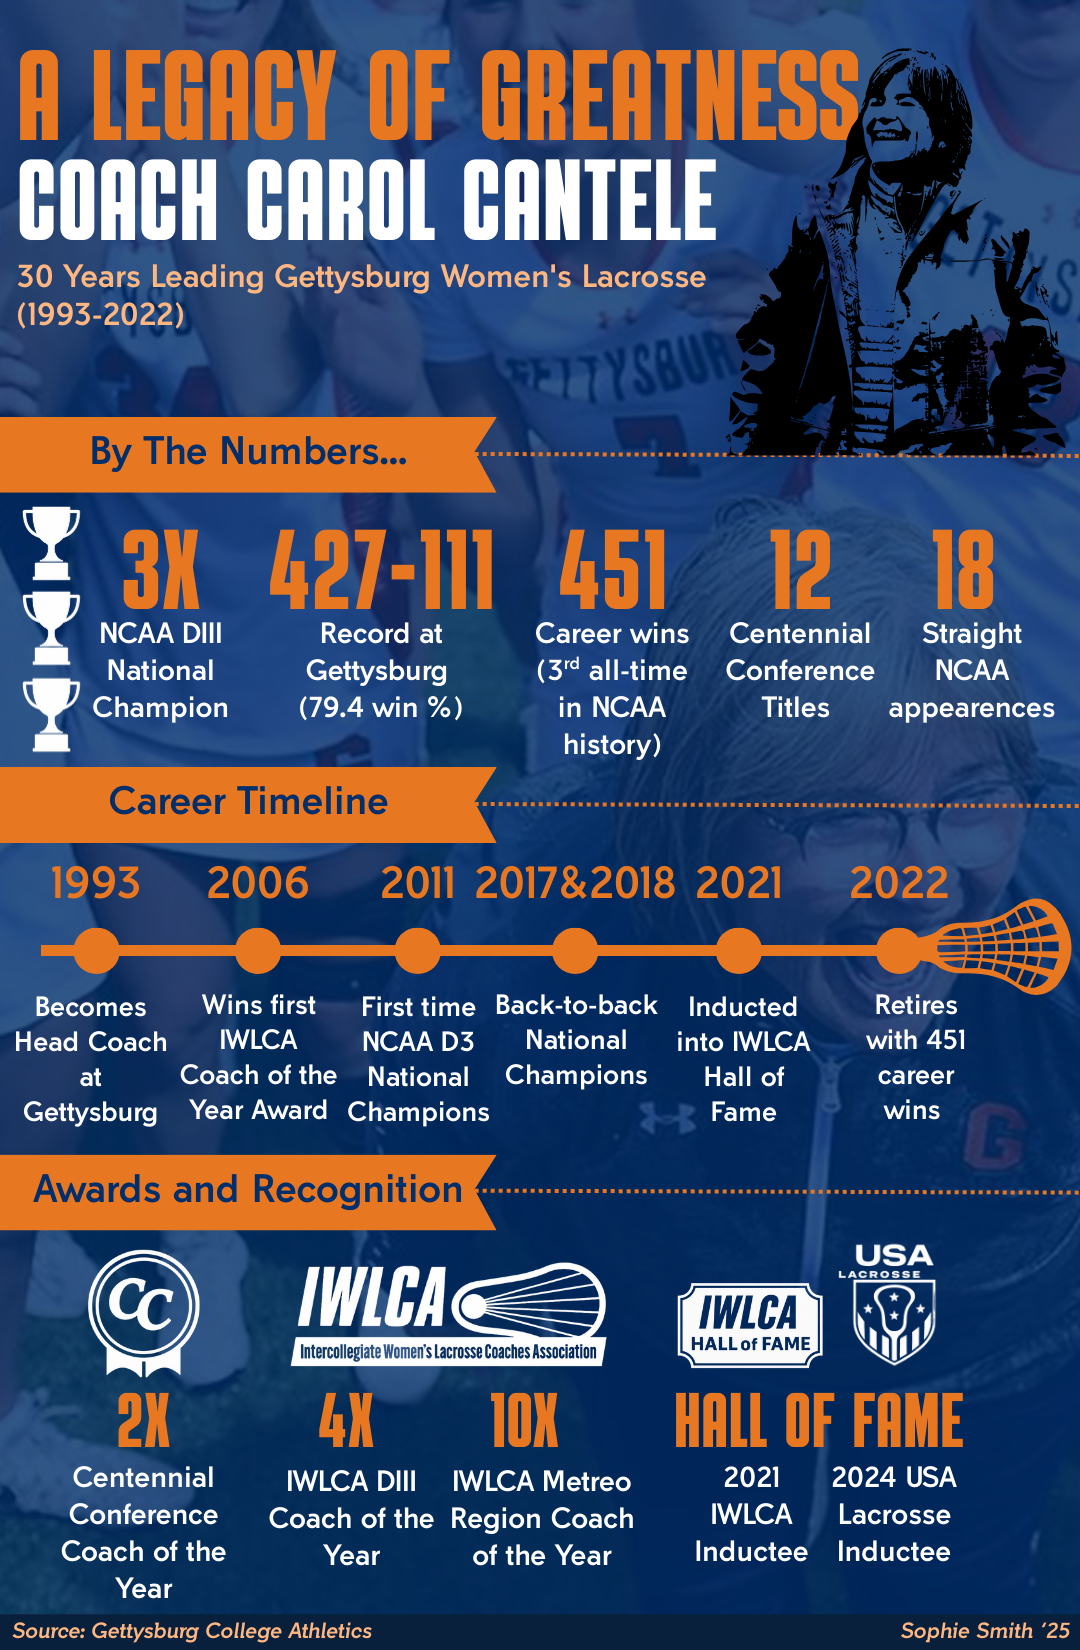 A LEGACY OF GREATNESS
COACH CAROL CANTELE
30 Years Leading Gettysburg Women's Lacrosse
(1993-2022)
GETTYSBUR
By The Numbers...
3X
NCAA DIII
National
Champion
427-111
Record at
Gettysburg
(79.4 win %)
451
Career wins
(3rd all-time
in NCAA
history)
12
Centennial
Conference
Titles
18
Straight
NCAA
appearences
Career Timeline
1993
Becomes
Head Coach
at
Gettysburg
2006
Wins first
IWLCA
Coach of the
Year Award
2011
First time
NCAA D3
National
Champions
2017&2018
Back-to-back
National
Champions
2021
Inducted
into IWLCA
Hall of
Fame
2022
Retires
with 451
career
wins
G
Awards and Recognition
CC
2X
Centennial
Conference
Coach of the
Year
IWLCA
Intercollegiate Women's Lacrosse Coaches Association
4X
IWLCA DIII
Coach of the
Year
10X
IWLCA Metreo
Region Coach
of the Year
IWLCA
HALL of FAME
USA
LACROSSE
HALL OF FAME
2021
IWLCA
Inductee
2024 USA
Lacrosse
Inductee
Source: Gettysburg College Athletics
Sophie Smith ‘25